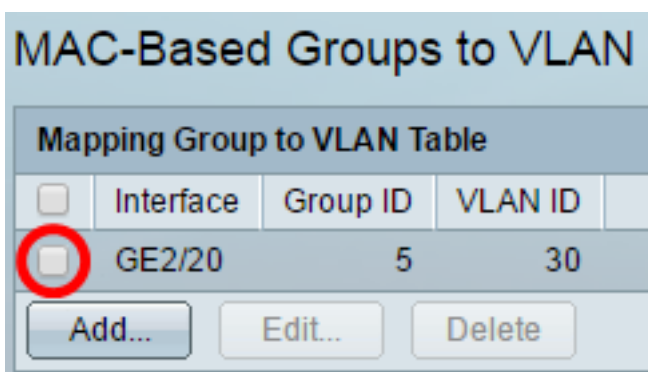 MAC-Based Groups to VLAN
Mapping Group to VLAN Table
Interface Group ID VLAN ID
GE2/20 5 30
Add... Edit... Delete